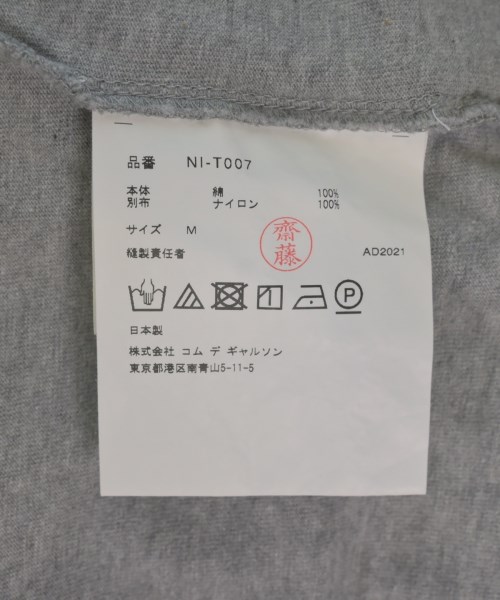 品番 NI-T007
本体 綿 100%
別布 ナイロン 100%
サイズ M
齋藤
縫製責任者 AD2021
P
日本製
株式会社 コム デ ギャルソン
東京都港区南青山5-11-5